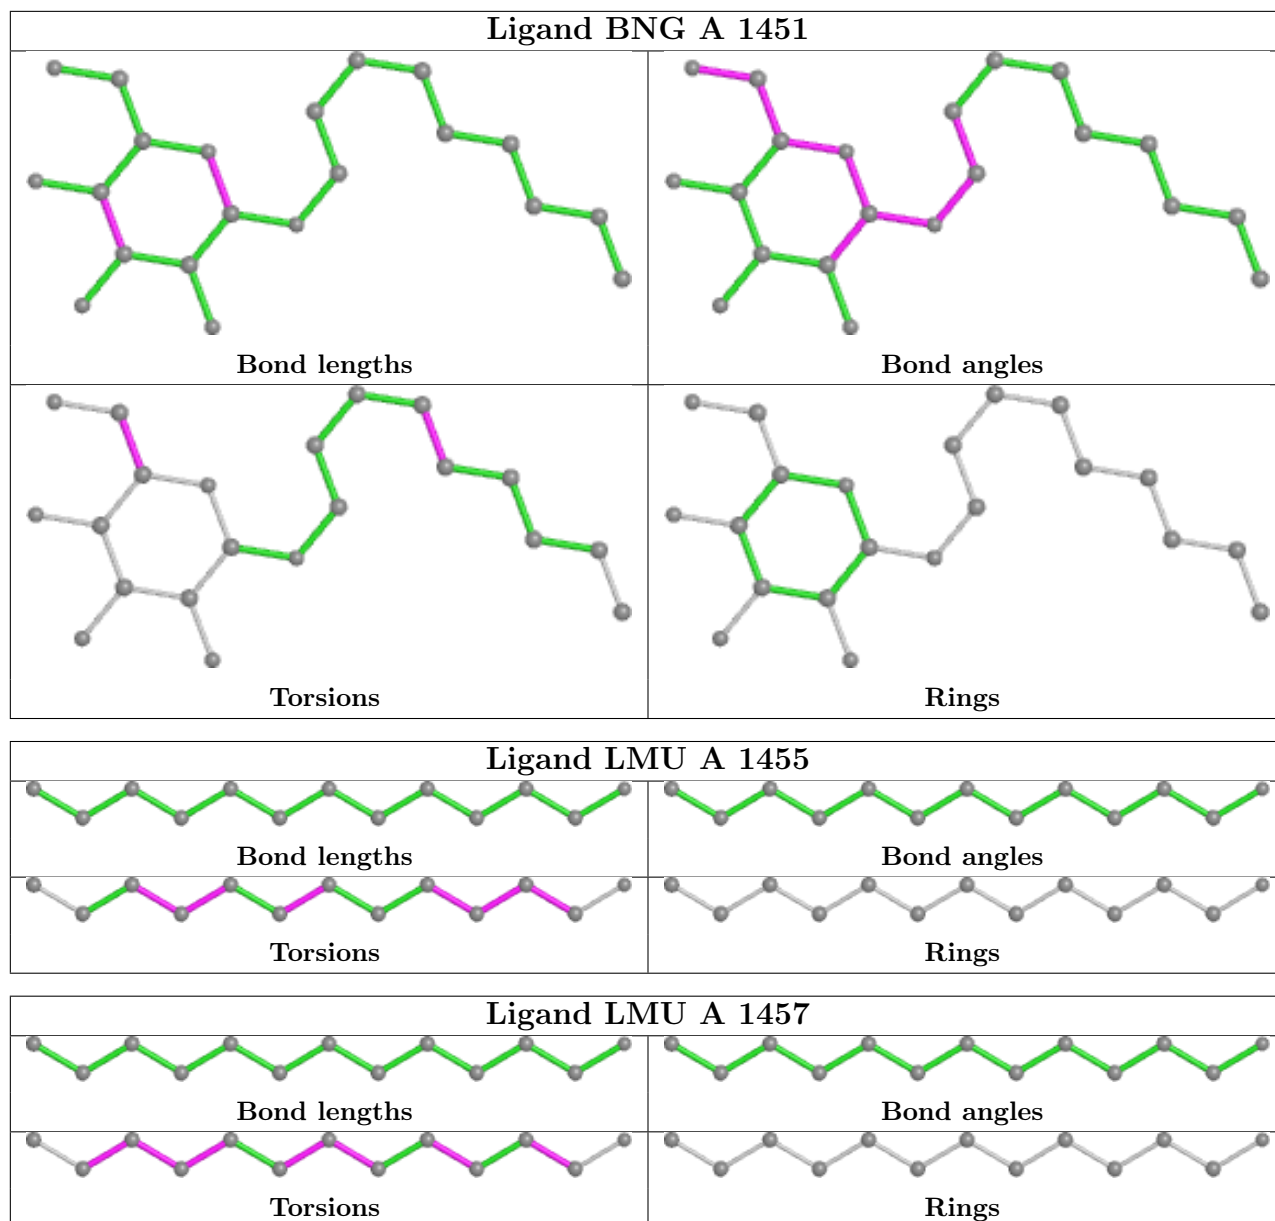 Ligand BNG A 1451
Bond lengths
Bond angles
Torsions
Rings
Ligand LMU A 1455
Bond lengths
Bond angles
Torsions
Rings
Ligand LMU A 1457
Bond lengths
Bond angles
Torsions
Rings